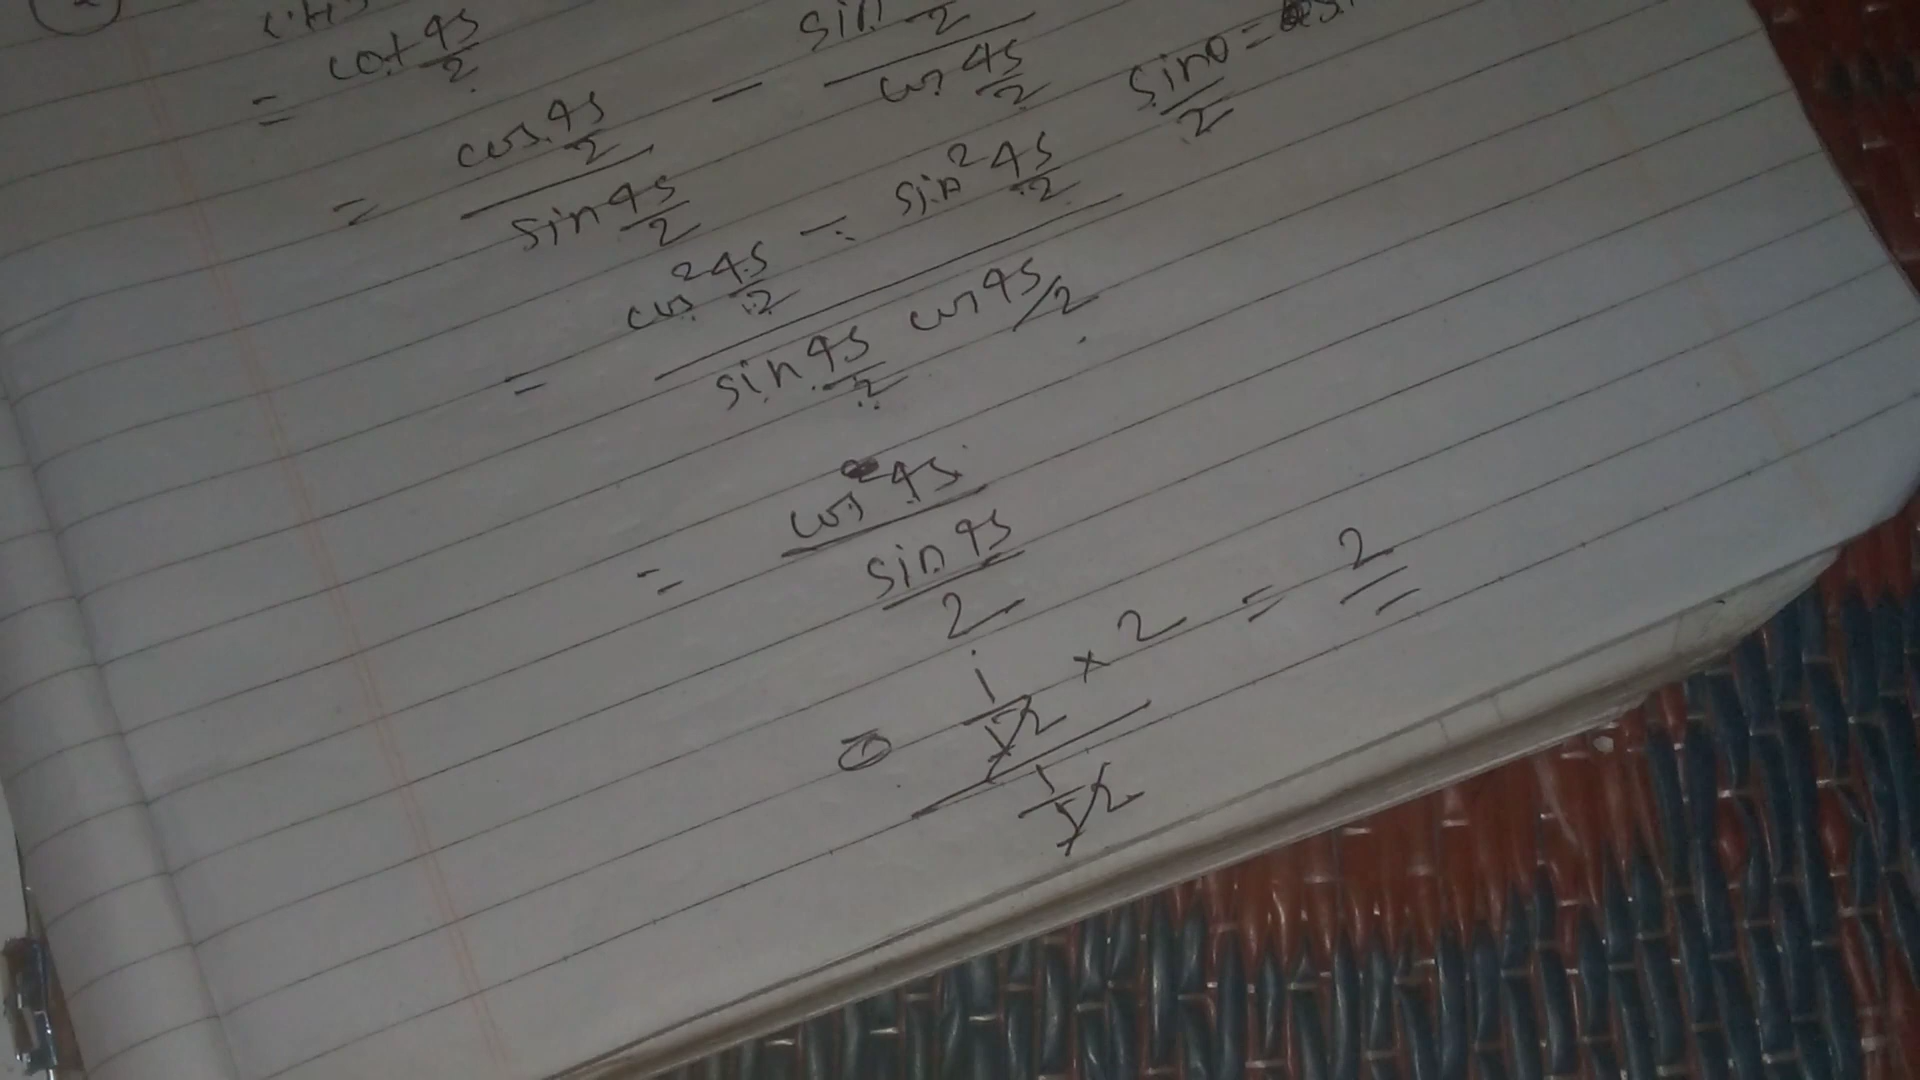 = cot 45/2
= cos 45/2 / sin 45/2 - sin /2 / cos 45/2
sinθ/2 =
= cos² 45/2 - sin² 45/2 / sin 45/2 cos 45/2
= cos 45 / sin 45/2
= 1/√2 × 2 / 1/√2 = 2